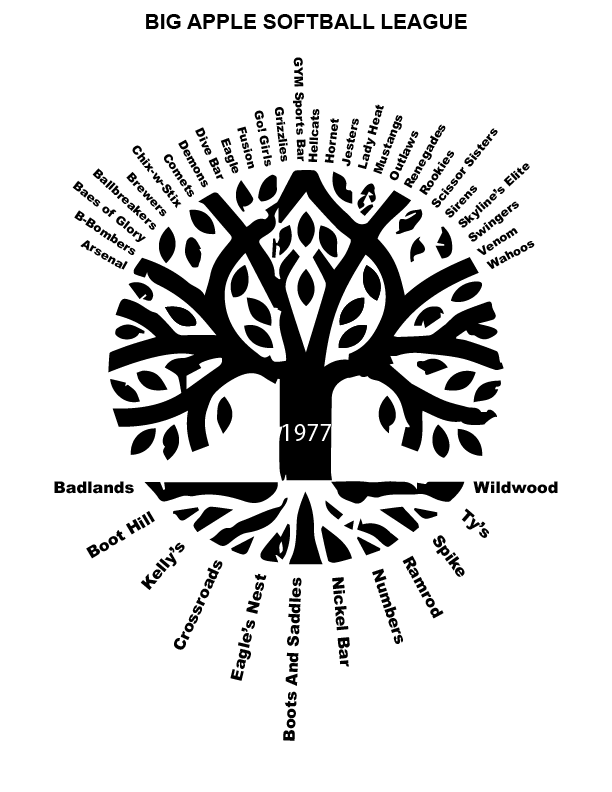 BIG APPLE SOFTBALL LEAGUE
Arsenal
B-Bombers
Baes of Glory
Ballbreakers
Brewers
Chix-w-Stix
Comets
Demons
Dive Bar
Eagle
Fusion
Go! Girls
Grizzlies
GYM Sports Bar
Hellcats
Hornet
Jesters
Lady Heat
Mustangs
Outlaws
Renegades
Rookies
Scissor Sisters
Sirens
Skyline's Elite
Swingers
Venom
Wahoos
1977
Badlands
Boot Hill
Kelly's
Crossroads
Eagle's Nest
Boots And Saddles
Nickel Bar
Numbers
Ramrod
Spike
Ty's
Wildwood